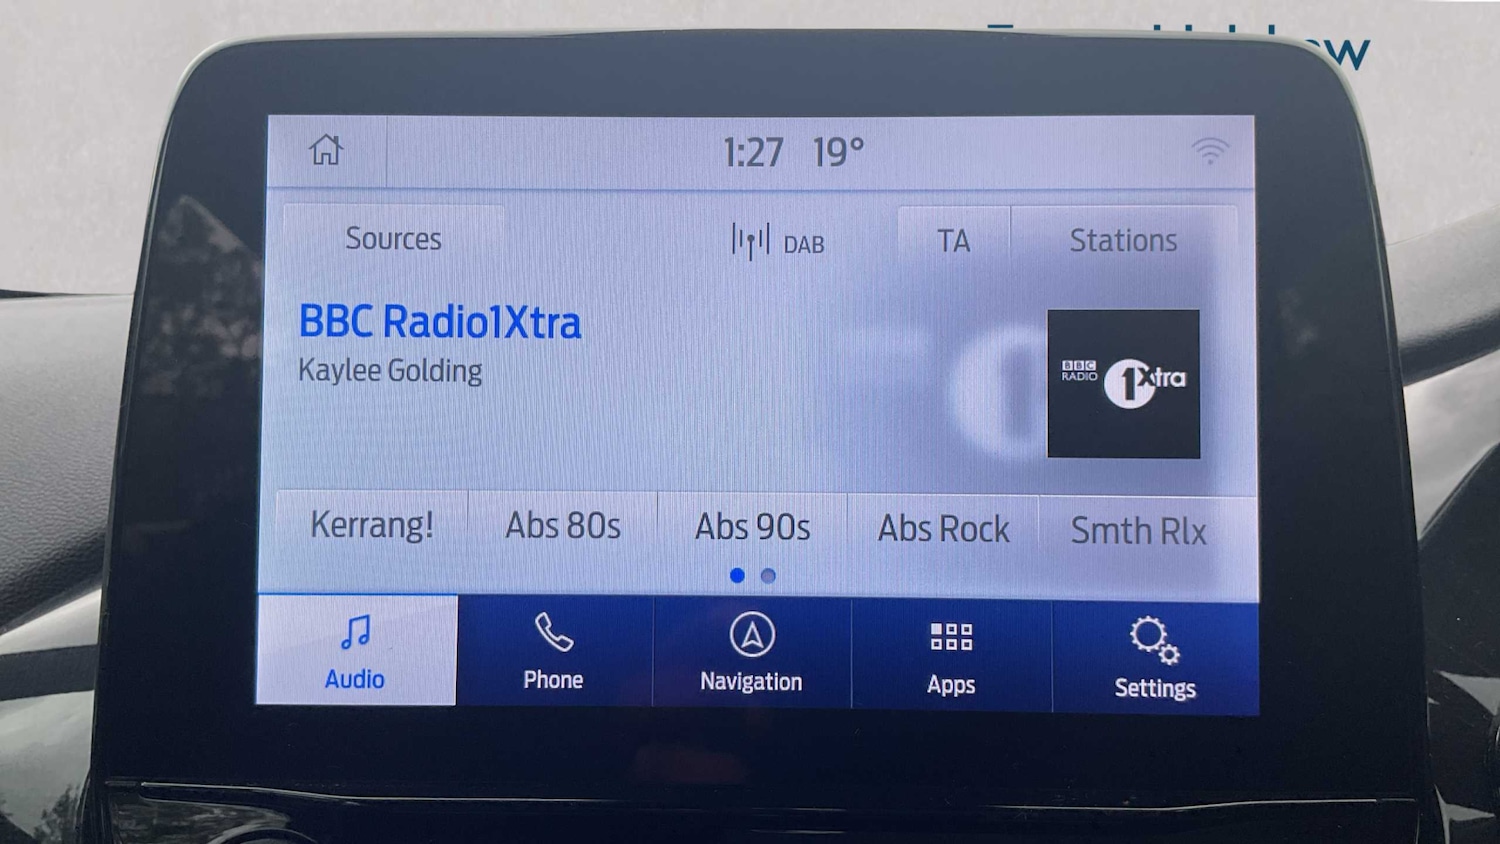 1:27 19°
Sources
DAB
TA
Stations
BBC Radio1Xtra
Kaylee Golding
BBC
RADIO
1Xtra
Kerrang!
Abs 80s
Abs 90s
Abs Rock
Smth Rlx
Audio
Phone
Navigation
Apps
Settings